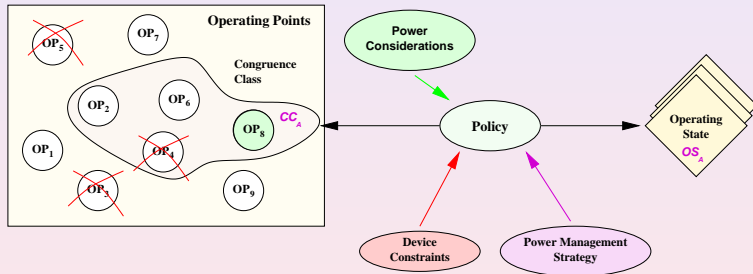 Operating Points
OP5
OP7
Congruence
Class
OP2
OP6
OP8
CCA
OP1
OP4
OP3
OP9
Power
Considerations
Policy
Operating
State
OSA
Device
Constraints
Power Management
Strategy